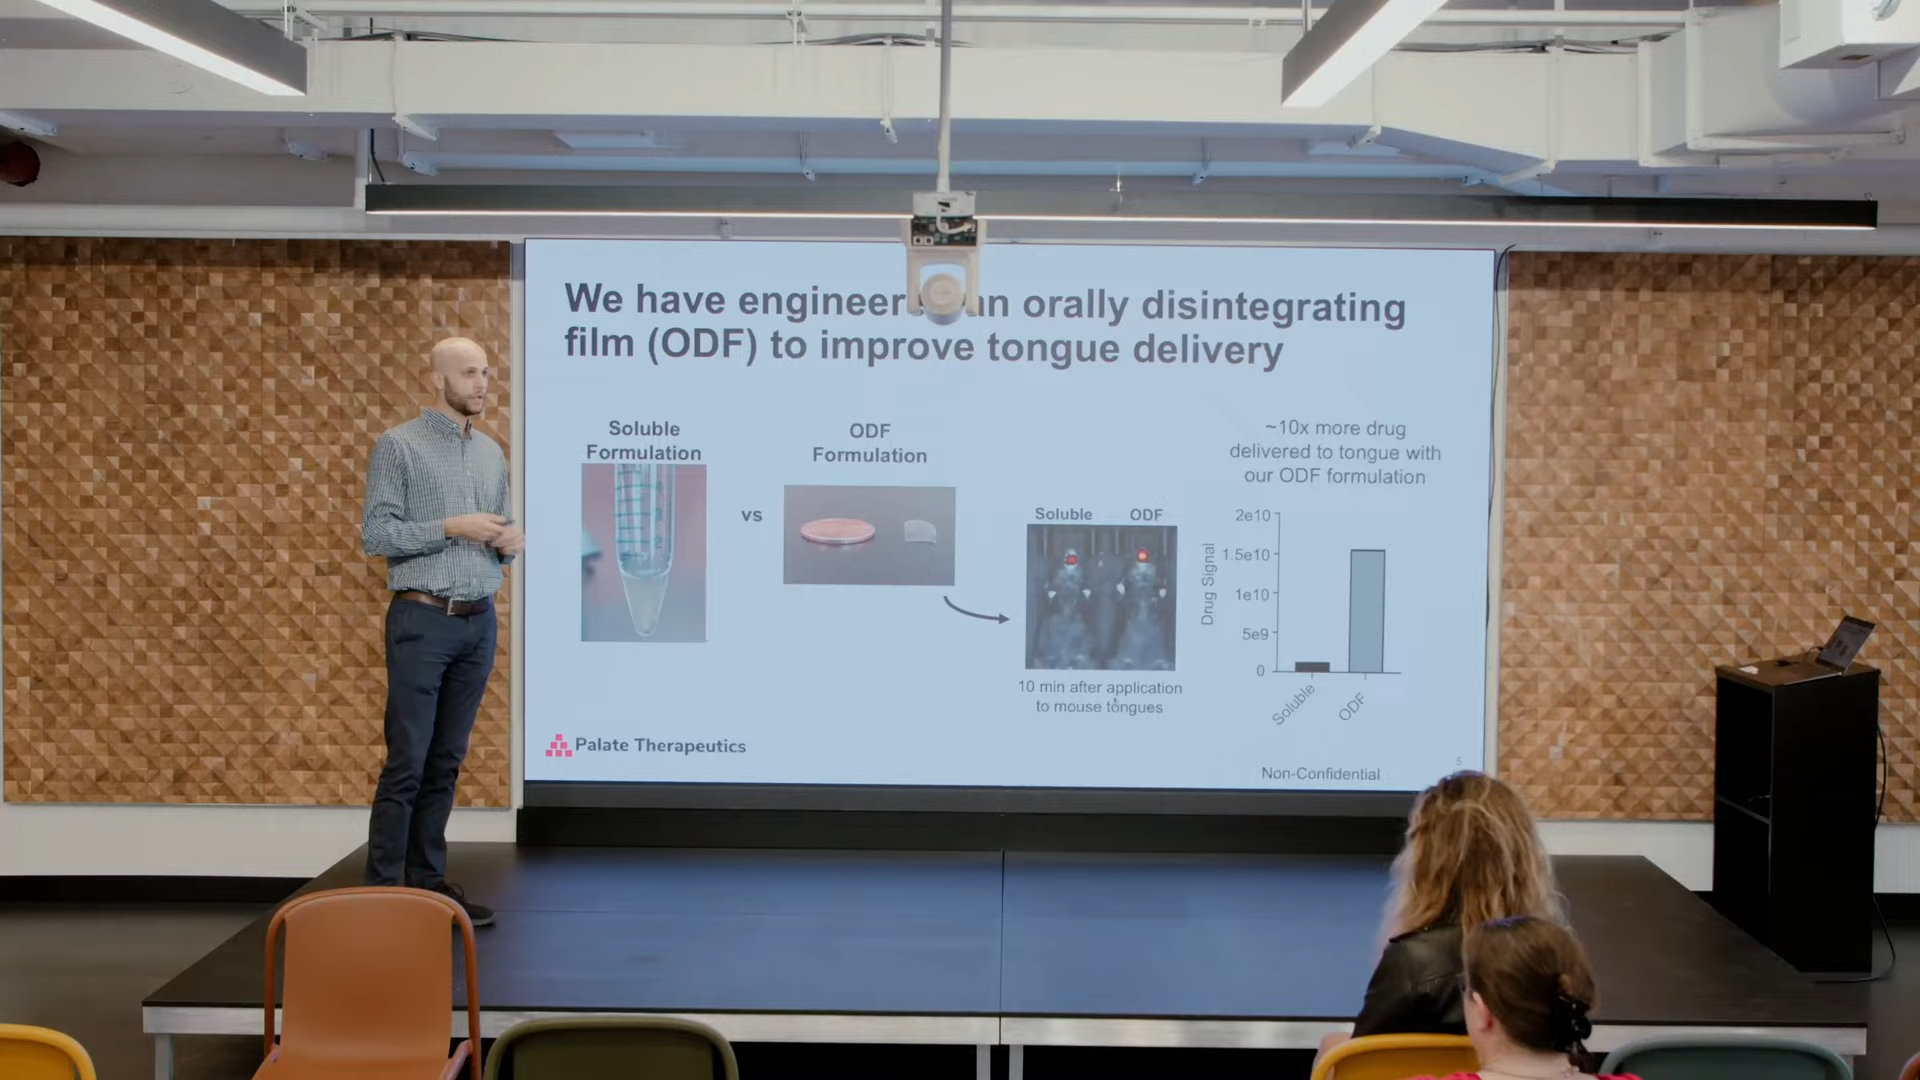 We have engineer an orally disintegrating
film (ODF) to improve tongue delivery
Soluble
Formulation
vs
ODF
Formulation
Soluble ODF
10 min after application
to mouse tongues
~10x more drug
delivered to tongue with
our ODF formulation
Drug Signal
2e10
1.5e10
1e10
5e9
0
Soluble
ODF
Palate Therapeutics
Non-Confidential
5